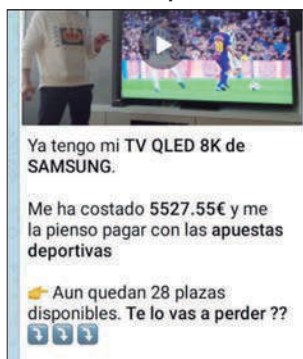 Ya tengo mi TV QLED 8K de
SAMSUNG.
Me ha costado 5527.55€ y me
la pienso pagar con las apuestas
deportivas
👉 Aun quedan 28 plazas
disponibles. Te lo vas a perder ??
⤵️⤵️⤵️